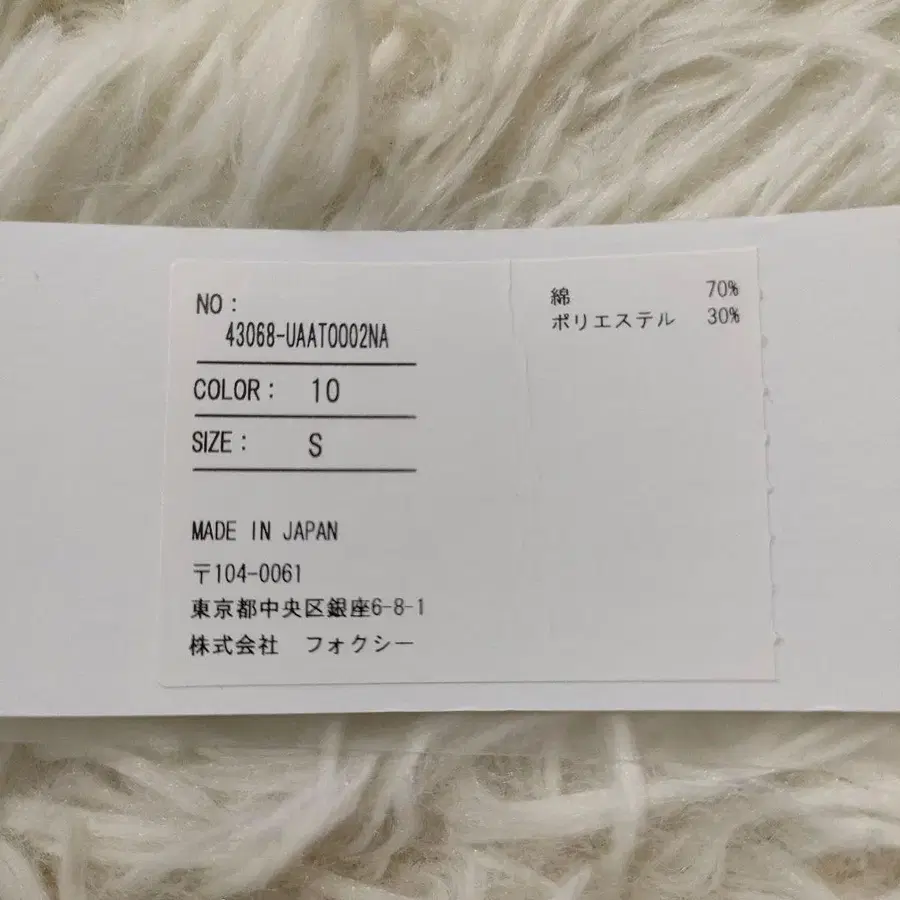 NO :
43068-UAAT0002NA
COLOR : 10
SIZE : S
MADE IN JAPAN
〒104-0061
東京都中央区銀座6-8-1
株式会社 フォクシー
綿 70%
ポリエステル 30%